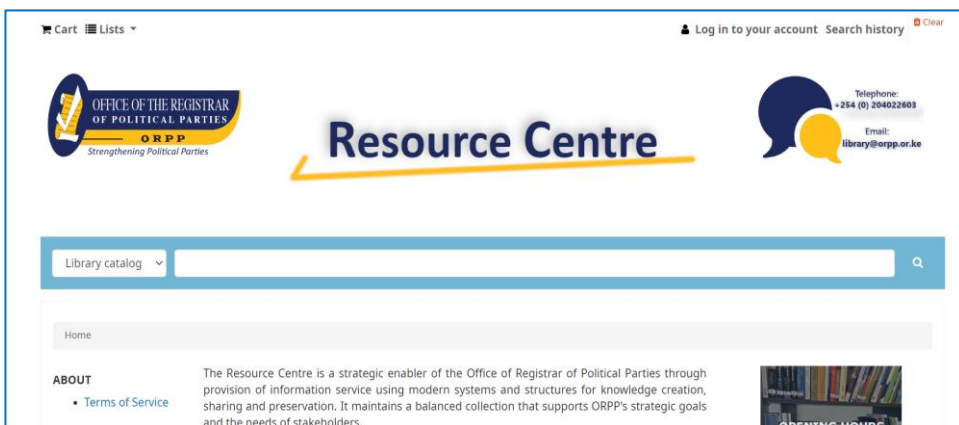 Cart Lists
Log in to your account Search history Clear
OFFICE OF THE REGISTRAR
OF POLITICAL PARTIES
ORPP
Strengthening Political Parties
Resource Centre
Telephone:
+254 (0) 204022603
Email:
library@orpp.or.ke
Library catalog
Home
ABOUT
Terms of Service
The Resource Centre is a strategic enabler of the Office of Registrar of Political Parties through
provision of information service using modern systems and structures for knowledge creation,
sharing and preservation. It maintains a balanced collection that supports ORPP's strategic goals
and the needs of stakeholders.
OPENING HOURS